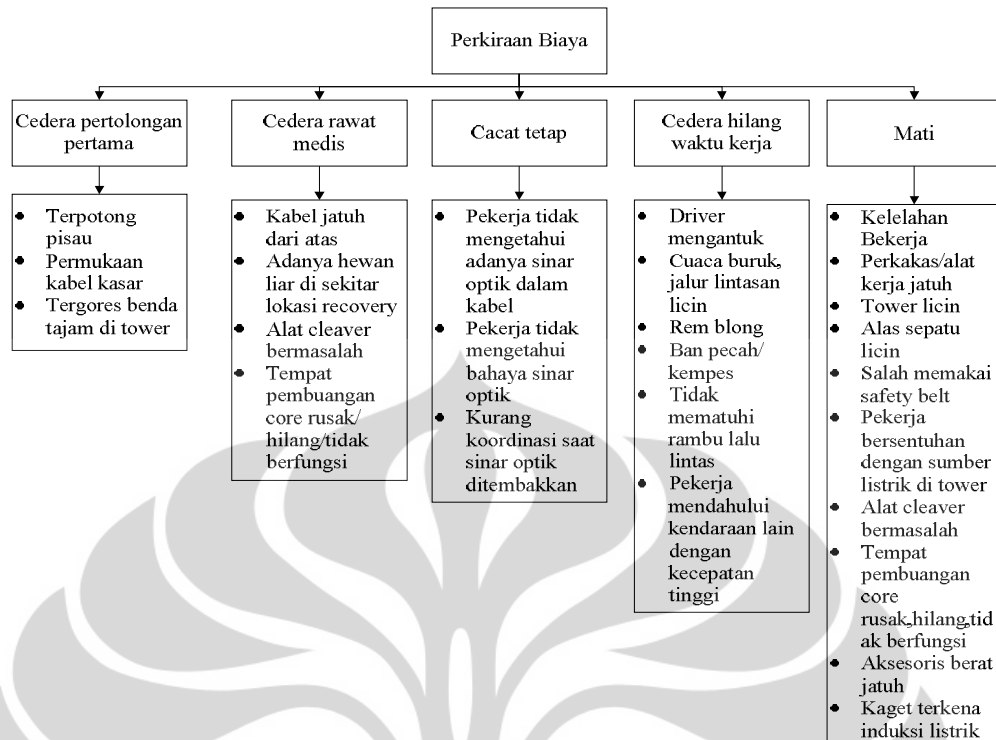 Perkiraan Biaya
Cedera pertolongan
pertama
Cedera rawat
medis
Cacat tetap
Cedera hilang
waktu kerja
Mati
• Terpotong
pisau
• Permukaan
kabel kasar
• Tergores benda
tajam di tower
• Kabel jatuh
dari atas
• Adanya hewan
liar di sekitar
lokasi recovery
• Alat cleaver
bermasalah
• Tempat
pembuangan
core rusak/
hilang/tidak
berfungsi
• Pekerja tidak
mengetahui
adanya sinar
optik dalam
kabel
• Pekerja tidak
mengetahui
bahaya sinar
optik
• Kurang
koordinasi saat
sinar optik
ditembakkan
• Driver
mengantuk
• Cuaca buruk,
jalur lintasan
licin
• Rem blong
• Ban pecah/
kempes
• Tidak
mematuhi
rambu lalu
lintas
• Pekerja
mendahului
kendaraan lain
dengan
kecepatan
tinggi
• Kelelahan
Bekerja
• Perkakas/alat
kerja jatuh
• Tower licin
• Alas sepatu
licin
• Salah memakai
safety belt
• Pekerja
bersentuhan
dengan sumber
listrik di tower
• Alat cleaver
bermasalah
• Tempat
pembuangan
core
rusak,hilang,tid
ak berfungsi
• Aksesoris berat
jatuh
• Kaget terkena
induksi listrik